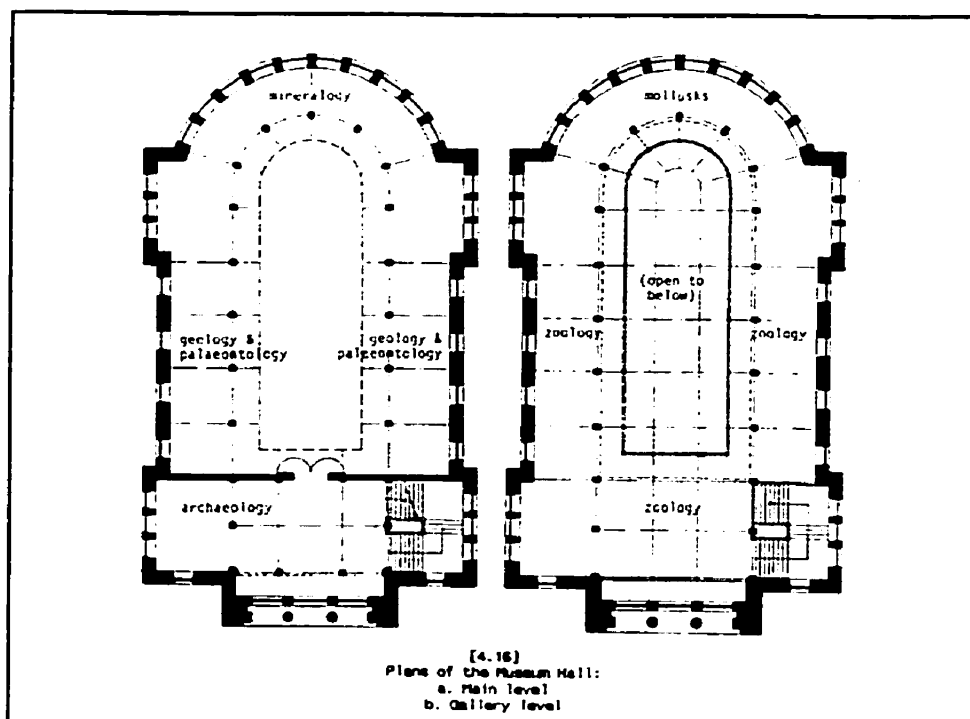 mineralogy
geology &
palaeontology
geology &
palaeontology
archaeology
mollusks
(open to
below)
zoology
zoology
zoology
[4.16]
Plans of the Museum Hall:
a. Main level
b. Gallery level